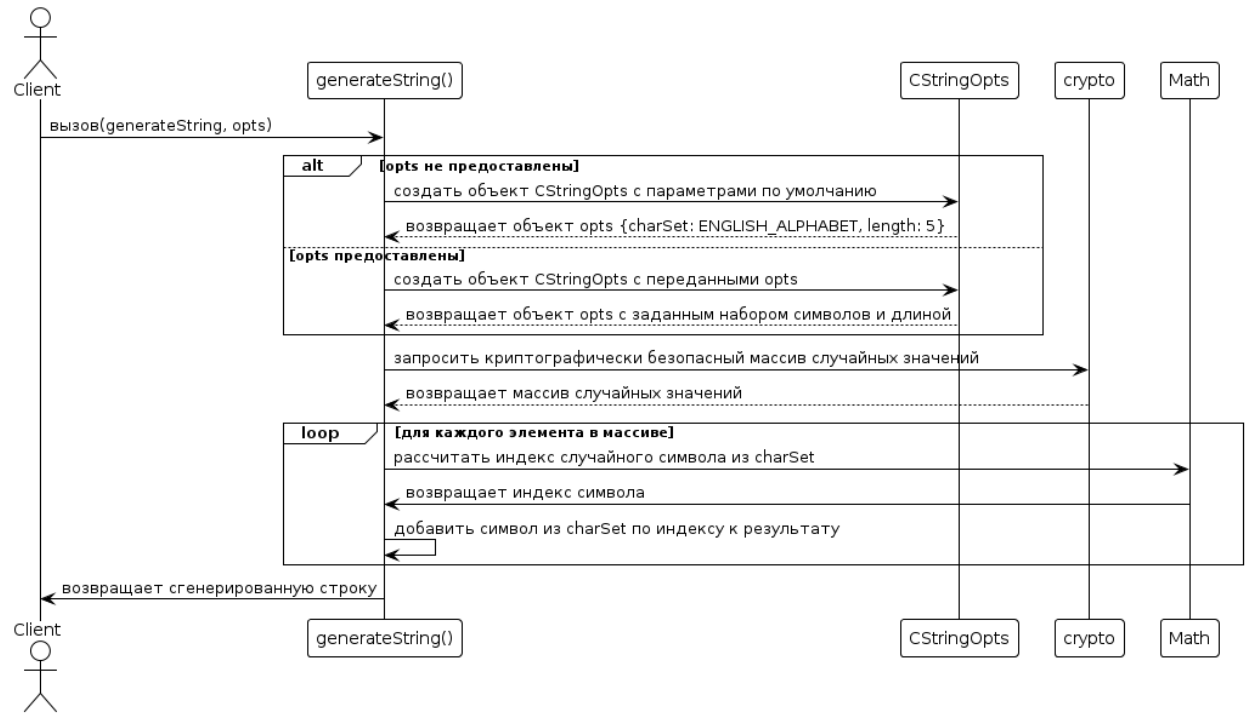 Client
generateString()
CStringOpts
crypto
Math
вызов(generateString, opts)
alt
[opts не предоставлены]
создать объект CStringOpts с параметрами по умолчанию
возвращает объект opts {charSet: ENGLISH_ALPHABET, length: 5}
[opts предоставлены]
создать объект CStringOpts с переданными opts
возвращает объект opts с заданным набором символов и длиной
запросить криптографически безопасный массив случайных значений
возвращает массив случайных значений
loop
[для каждого элемента в массиве]
рассчитать индекс случайного символа из charSet
возвращает индекс символа
добавить символ из charSet по индексу к результату
возвращает сгенерированную строку
Client
generateString()
CStringOpts
crypto
Math